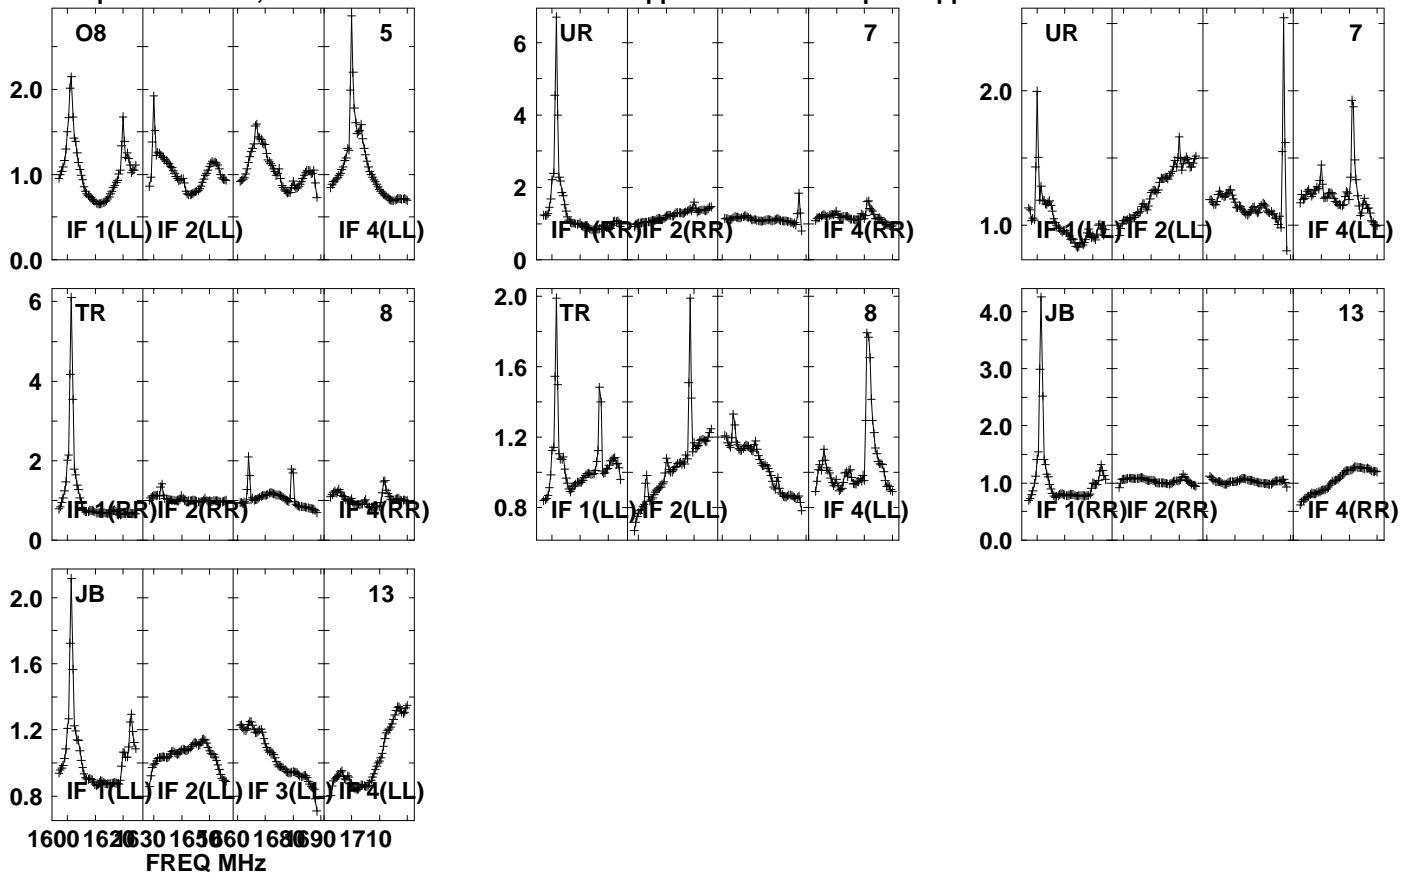 O8 5
2.0
1.0
0.0
IF 1(LL) IF 2(LL) IF 4(LL)
UR 7
6
4
2
0
IF 1(RR) IF 2(RR) IF 4(RR)
UR 7
2.0
1.0
IF 1(LL) IF 2(LL) IF 4(LL)
TR 8
6
4
2
0
IF 1(RR) IF 2(RR) IF 4(RR)
TR 8
2.0
1.6
1.2
0.8
IF 1(LL) IF 2(LL) IF 4(LL)
JB 13
4.0
3.0
2.0
1.0
0.0
IF 1(RR) IF 2(RR) IF 4(RR)
JB 13
2.0
1.6
1.2
0.8
IF 1(LL) IF 2(LL) IF 3(LL) IF 4(LL)
1600 1620 1630 1650 1660 1680 1690 1710
FREQ MHz